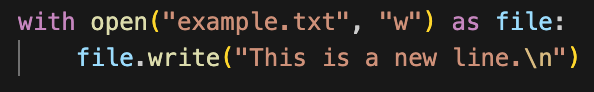 with open("example.txt", "w") as file:
    file.write("This is a new line.\n")